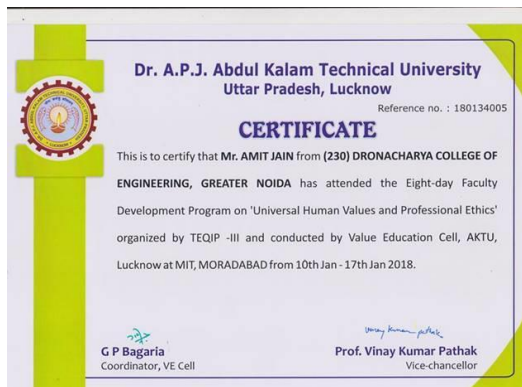 Dr. A.P.J. Abdul Kalam Technical University
Uttar Pradesh, Lucknow
Reference no. : 180134005
CERTIFICATE
This is to certify that Mr. AMIT JAIN from (230) DRONACHARYA COLLEGE OF
ENGINEERING, GREATER NOIDA has attended the Eight-day Faculty
Development Program on 'Universal Human Values and Professional Ethics'
organized by TEQIP -III and conducted by Value Education Cell, AKTU,
Lucknow at MIT, MORADABAD from 10th Jan - 17th Jan 2018.
Vinay Kumar pathak
G P Bagaria
Coordinator, VE Cell
Prof. Vinay Kumar Pathak
Vice-chancellor